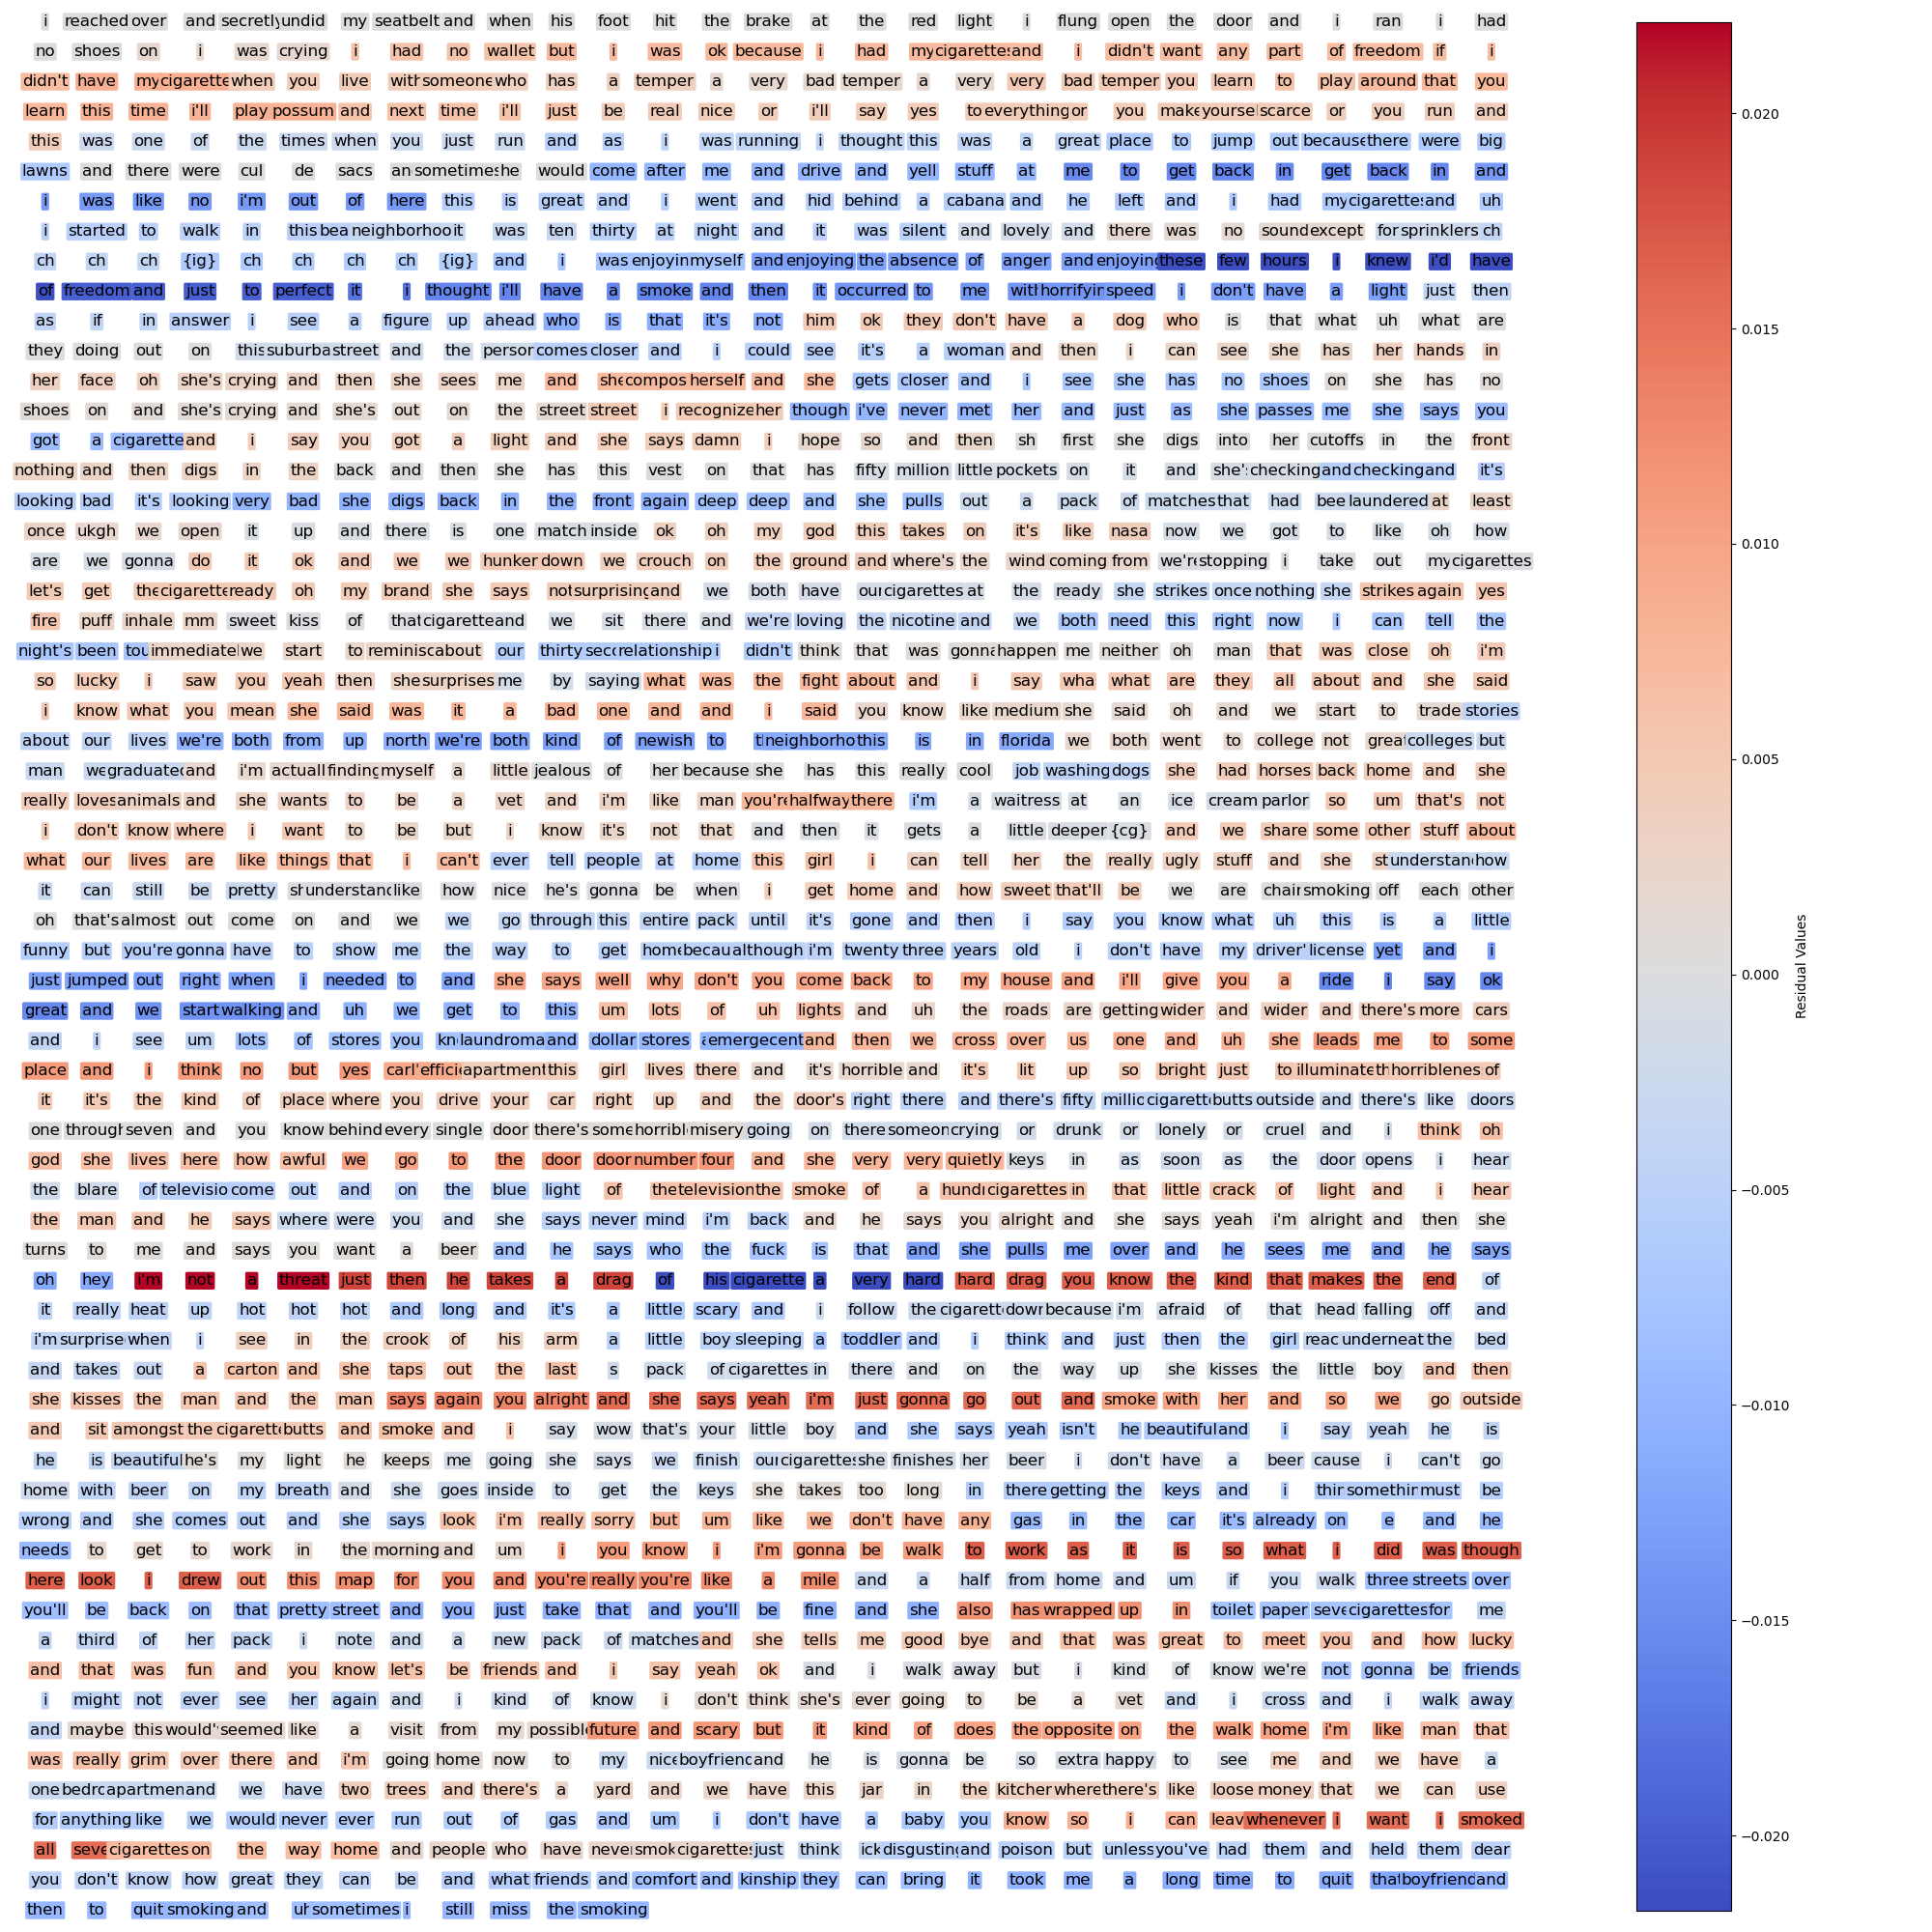 i reached over and secretly undid my seatbelt and when his foot hit the brake at the red light i flung open the door and i ran i had
no shoes on i was crying i had no wallet but i was ok because i had my cigarettes and i didn't want any part of freedom if i
didn't have my cigarette when you live with someone who has a temper a very bad temper a very very bad temper you learn to play around that you
learn this time i'll play possum and next time i'll just be real nice or i'll say yes to everything or you make yoursel scarce or you run and
this was one of the times when you just run and as i was running i thought this was a great place to jump out because there were big
lawns and there were cul de sacs an sometimes he would come after me and drive and yell stuff at me to get back in get back in and
i was like no i'm out of here this is great and i went and hid behind a cabana and he left and i had my cigarettes and uh
i started to walk in this bea neighborhoo it was ten thirty at night and it was silent and lovely and there was no sound except for sprinklers ch
ch ch ch {ig} ch ch ch ch {ig} and i was enjoyin myself and enjoying the absence of anger and enjoying these few hours i knew i'd have
of freedom and just to perfect it i thought i'll have a smoke and then it occurred to me with horrifyin speed i don't have a light just then
as if in answer i see a figure up ahead who is that it's not him ok they don't have a dog who is that what uh what are
they doing out on this suburba street and the person comes closer and i could see it's a woman and then i can see she has her hands in
her face oh she's crying and then she sees me and she compos herself and she gets closer and i see she has no shoes on she has no
shoes on and she's crying and she's out on the street street i recognize her though i've never met her and just as she passes me she says you
got a cigarette and i say you got a light and she says damn i hope so and then sh first she digs into her cutoffs in the front
nothing and then digs in the back and then she has this vest on that has fifty million little pockets on it and she's checking and checking and it's
looking bad it's looking very bad she digs back in the front again deep deep and she pulls out a pack of matches that had bee laundered at least
once ukgh we open it up and there is one match inside ok oh my god this takes on it's like nasa now we got to like oh how
are we gonna do it ok and we we hunker down we crouch on the ground and where's the wind coming from we're stopping i take out my cigarettes
let's get the cigarette ready oh my brand she says not surprising and we both have our cigarettes at the ready she strikes once nothing she strikes again yes
fire puff inhale mm sweet kiss of that cigarette and we sit there and we're loving the nicotine and we both need this right now i can tell the
night's been tou immediatel we start to reminisc about our thirty seco relationship i didn't think that was gonna happen me neither oh man that was close oh i'm
so lucky i saw you yeah then she surprises me by saying what was the fight about and i say wha what are they all about and she said
i know what you mean she said was it a bad one and and i said you know like medium she said oh and we start to trade stories
about our lives we're both from up north we're both kind of newish to t neighborho this is in florida we both went to college not great colleges but
man we graduated and i'm actuall finding myself a little jealous of her because she has this really cool job washing dogs she had horses back home and she
really loves animals and she wants to be a vet and i'm like man you're halfway there i'm a waitress at an ice cream parlor so um that's not
i don't know where i want to be but i know it's not that and then it gets a little deeper {cg} and we share some other stuff about
what our lives are like things that i can't ever tell people at home this girl i can tell her the really ugly stuff and she st understand how
it can still be pretty sh understand like how nice he's gonna be when i get home and how sweet that'll be we are chain smoking off each other
oh that's almost out come on and we we go through this entire pack until it's gone and then i say you know what uh this is a little
funny but you're gonna have to show me the way to get home becau although i'm twenty three years old i don't have my driver' license yet and i
just jumped out right when i needed to and she says well why don't you come back to my house and i'll give you a ride i say ok
great and we start walking and uh we get to this um lots of uh lights and uh the roads are getting wider and wider and there's more cars
and i see um lots of stores you kn laundroma and dollar stores emergecent and then we cross over us one and uh she leads me to some
place and i think no but yes carl' effici apartment this girl lives there and it's horrible and it's lit up so bright just to illuminate th horriblenes of
it it's the kind of place where you drive your car right up and the door's right there and there's fifty millio cigarette butts outside and there's like doors
one through seven and you know behind every single door there's some horribl misery going on there someon crying or drunk or lonely or cruel and i think oh
god she lives here how awful we go to the door door number four and she very very quietly keys in as soon as the door opens i hear
the blare of televisio come out and on the blue light of the television the smoke of a hund cigarettes in that little crack of light and i hear
the man and he says where were you and she says never mind i'm back and he says you alright and she says yeah i'm alright and then she
turns to me and says you want a beer and he says who the fuck is that and she pulls me over and he sees me and he says
oh hey i'm not a threat just then he takes a drag of his cigarette a very hard hard drag you know the kind that makes the end of
it really heat up hot hot hot and long and it's a little scary and i follow the cigarett down because i'm afraid of that head falling off and
i'm surprise when i see in the crook of his arm a little boy sleeping a toddler and i think and just then the girl reac underneat the bed
and takes out a carton and she taps out the last s pack of cigarettes in there and on the way up she kisses the little boy and then
she kisses the man and the man says again you alright and she says yeah i'm just gonna go out and smoke with her and so we go outside
and sit amongst the cigarette butts and smoke and i say wow that's your little boy and she says yeah isn't he beautiful and i say yeah he is
he is beautiful he's my light he keeps me going she says we finish our cigarettes she finishes her beer i don't have a beer cause i can't go
home with beer on my breath and she goes inside to get the keys she takes too long in there getting the keys and i thin somethin must be
wrong and she comes out and she says look i'm really sorry but um like we don't have any gas in the car it's already on e and he
needs to get to work in the morning and um i you know i i'm gonna be walk to work as it is so what i did was though
here look i drew out this map for you and you're really you're like a mile and a half from home and um if you walk three streets over
you'll be back on that pretty street and you just take that and you'll be fine and she also has wrapped up in toilet paper seve cigarettes for me
a third of her pack i note and a new pack of matches and she tells me good bye and that was great to meet you and how lucky
and that was fun and you know let's be friends and i say yeah ok and i walk away but i kind of know we're not gonna be friends
i might not ever see her again and i kind of know i don't think she's ever going to be a vet and i cross and i walk away
and maybe this would' seemed like a visit from my possible future and scary but it kind of does the opposite on the walk home i'm like man that
was really grim over there and i'm going home now to my nice boyfriend and he is gonna be so extra happy to see me and we have a
one bedro apartmen and we have two trees and there's a yard and we have this jar in the kitchen where there's like loose money that we can use
for anything like we would never ever run out of gas and um i don't have a baby you know so i can leav whenever i want i smoked
all seve cigarettes on the way home and people who have never smok cigarettes just think ick disgusting and poison but unless you've had them and held them dear
you don't know how great they can be and what friends and comfort and kinship they can bring it took me a long time to quit that boyfriend and
then to quit smoking and uh sometimes i still miss the smoking
0.020
0.015
0.010
0.005
0.000
−0.005
−0.010
−0.015
−0.020
Residual Values